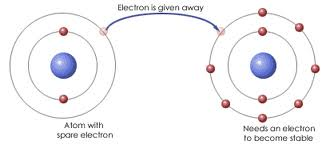 Electron is given away
Atom with
spare electron
Needs an electron
to become stable